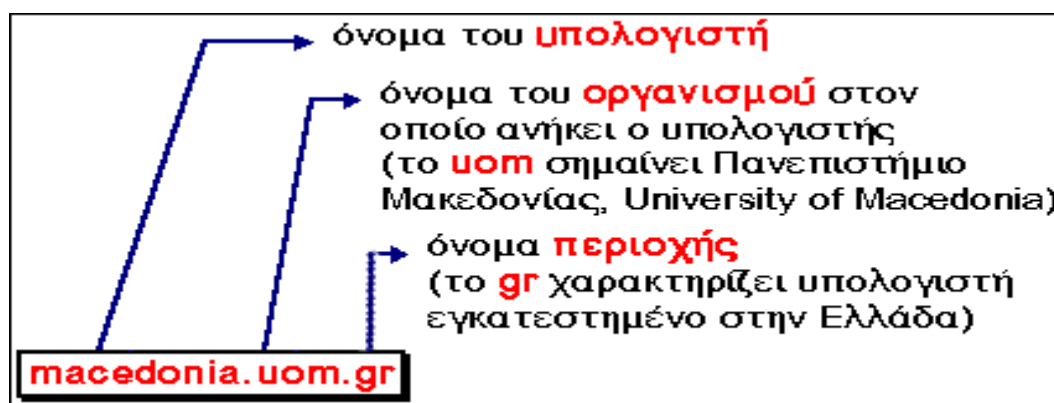 όνομα του υπολογιστή
όνομα του οργανισμού στον
οποίο ανήκει ο υπολογιστής
(το uom σημαίνει Πανεπιστήμιο
Μακεδονίας, University of Macedonia)
όνομα περιοχής
(το gr χαρακτηρίζει υπολογιστή
εγκατεστημένο στην Ελλάδα)
macedonia.uom.gr